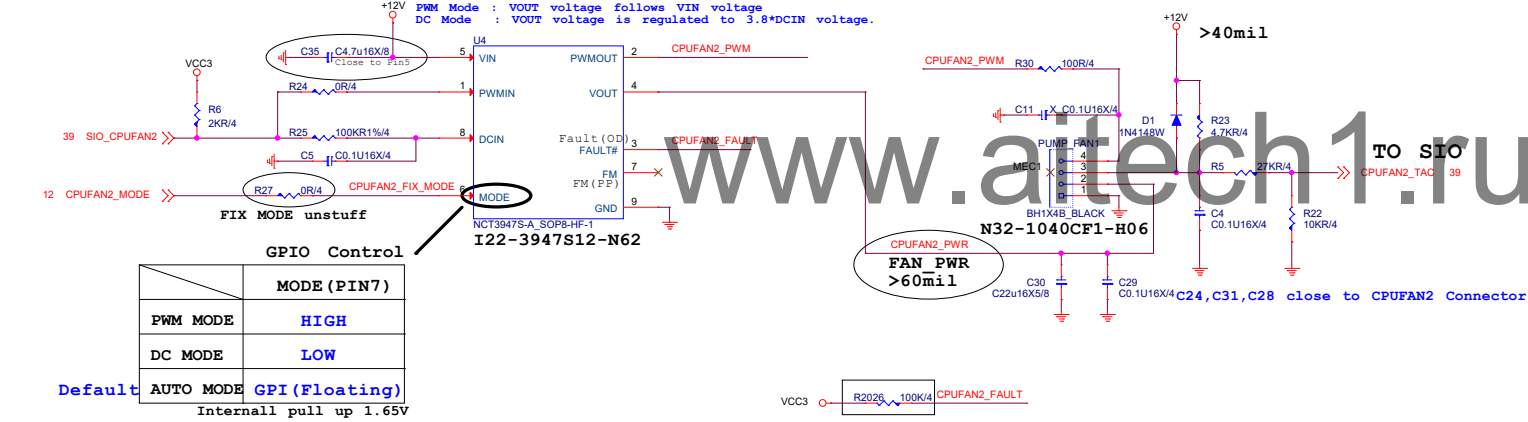 +12V
PWM Mode : VOUT voltage follows VIN voltage
DC Mode : VOUT voltage is regulated to 3.8*DCIN voltage.
+12V
>40mil
U4
C35 C4.7u16X/8
Close to Pin5
5 VIN
PWMOUT 2
CPUFAN2_PWM
CPUFAN2_PWM
R30 100R/4
VCC3
R24 0R/4
1 PWMIN
VOUT 4
R6
2KR/4
C11 X_C0.1U16X/4
D1
1N4148W
R23
4.7KR/4
39 SIO_CPUFAN2
R25 100KR1%/4
8 DCIN
Fault(OD)
FAULT# 3
CPUFAN2_FAULT
www.aitech1.ru
PUMP_FAN1
TO SIO
C5 C0.1U16X/4
FM 7
FM(PP)
MEC1
4
3
2
1
R5 27KR/4
CPUFAN2_TAC 39
12 CPUFAN2_MODE
R27 0R/4
CPUFAN2_FIX_MODE
6 MODE
FIX MODE unstuff
GND 9
NCT3947S-A_SOP8-HF-1
I22-3947S12-N62
BH1X4B_BLACK
N32-1040CF1-H06
C4
C0.1U16X/4
R22
10KR/4
GPIO Control
CPUFAN2_PWR
FAN_PWR
>60mil
MODE(PIN7)
C30
C22u16X5/8
C29
C0.1U16X/4
C24,C31,C28 close to CPUFAN2 Connector
PWM MODE HIGH
DC MODE LOW
Default AUTO MODE GPI(Floating)
Internall pull up 1.65V
VCC3
R2026 100K/4
CPUFAN2_FAULT